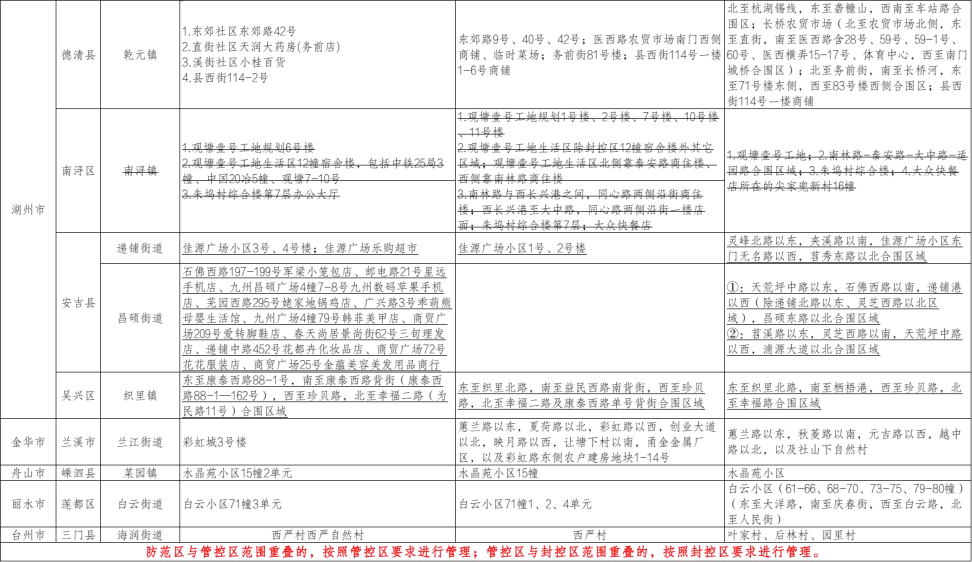 湖州市
德清县
乾元镇
1.东郊社区东郊路42号
2.直街社区天润大药房(务前店)
3.溪街社区小桂百货
4.县西街114-2号
东郊路9号、40号、42号；医西路农贸市场南门西侧
商铺、临时菜场；务前街81号楼；县西街114号一楼
1-6号商铺
北至杭湖锡线，东至砻糠山，西南至车站路合
围区；长桥农贸市场（北至农贸市场北侧，东
至直街，南至医西路含28号、59号、59-1号、
60号、医西横弄15-17号、体育中心，西至南门
城桥合围区）；北至务前街，南至长桥河，东
至71号楼东侧，西至83号楼西侧合围区；县西
街114号一楼商铺
南浔区
南浔镇
1.观塘壹号工地规划6号楼
2.观塘壹号工地生活区12幢宿合楼，包括中铁25局3
幢、中国20冶5幢、观塘7-10号
3.朱坞村综合楼第7层办公大厅
1.观塘壹号工地规划1号楼、2号楼、7号楼、10号楼
、11号楼
2.观塘壹号工地生活区除封控区12幢宿合楼外其它
区域；观塘壹号工地生活区北侧靠泰安路商住楼、
西侧靠南林路商住楼
3.南林路与西长兴港之间，同心路两侧沿街商住
楼；西长兴港至大中路，同心路两侧沿街一楼店
面；朱坞村综合楼第7层；大众快餐店
1.观塘壹号工地；2.南林路-泰安路-大中路-适
园路合围区域；3.朱坞村综合楼；4.大众快餐
店所在的尖家兜新村16幢
安吉县
递铺街道
佳源广场小区3号、4号楼；佳源广场乐购超市
佳源广场小区1号、2号楼
灵峰北路以东，夹溪路以南，佳源广场小区东
门无名路以西，苕秀东路以北合围区域
昌硕街道
石佛西路197-199号军梁小笼包店、邮电路21号星远
手机店、九州昌硕广场4幢7-8号九州数码苹果手机
店、芜园西路295号姥家地锅鸡店、广兴路3号乖萌熊
母婴生活馆、九州广场4幢79号韩菲美甲店、商贸广
场209号爱转脚鞋店、春天尚居景尚街62号三旬理发
店、递铺中路452号花都卉化妆品店、商贸广场72号
花花服装店、商贸广场25号金蕴美容美发用品商行
①：天荒坪中路以东，石佛西路以南，递铺港
以西（除递铺北路以东、灵芝西路以北区
域），昌硕东路以北合围区域
②：苕溪路以东，灵芝西路以南，天荒坪中路
以西，浦源大道以北合围区域
吴兴区
织里镇
东至康泰西路88-1号，南至康泰西路背街（康泰西
路88-1—162号），西至珍贝路，北至幸福二路（为
民路11号）合围区域
东至织里北路，南至益民西路南背街，西至珍贝
路，北至幸福二路及康泰西路单号背街合围区域
东至织里北路，南至栖梧港，西至珍贝路，北
至幸福路合围区域
金华市
兰溪市
兰江街道
彩虹城3号楼
蕙兰路以东，夏荷路以北，彩虹路以西，创业大道
以北，映月路以西，让塘下村以南，甬金金属厂
区，以及彩虹路东侧农户建房地块1-14号
蕙兰路以东，秋菱路以南，元吉路以西，越中
路以北，以及社山下自然村
舟山市
嵊泗县
菜园镇
水晶苑小区15幢2单元
水晶苑小区15幢
水晶苑小区
丽水市
莲都区
白云街道
白云小区71幢3单元
白云小区71幢1、2、4单元
白云小区（61-66、68-70、73-75、79-80幢）
（东至大洋路，南至庆春街，西至白云路，北
至人民街）
台州市
三门县
海润街道
西严村西严自然村
西严村
叶家村、后林村、园里村
防范区与管控区范围重叠的，按照管控区要求进行管理；管控区与封控区范围重叠的，按照封控区要求进行管理。